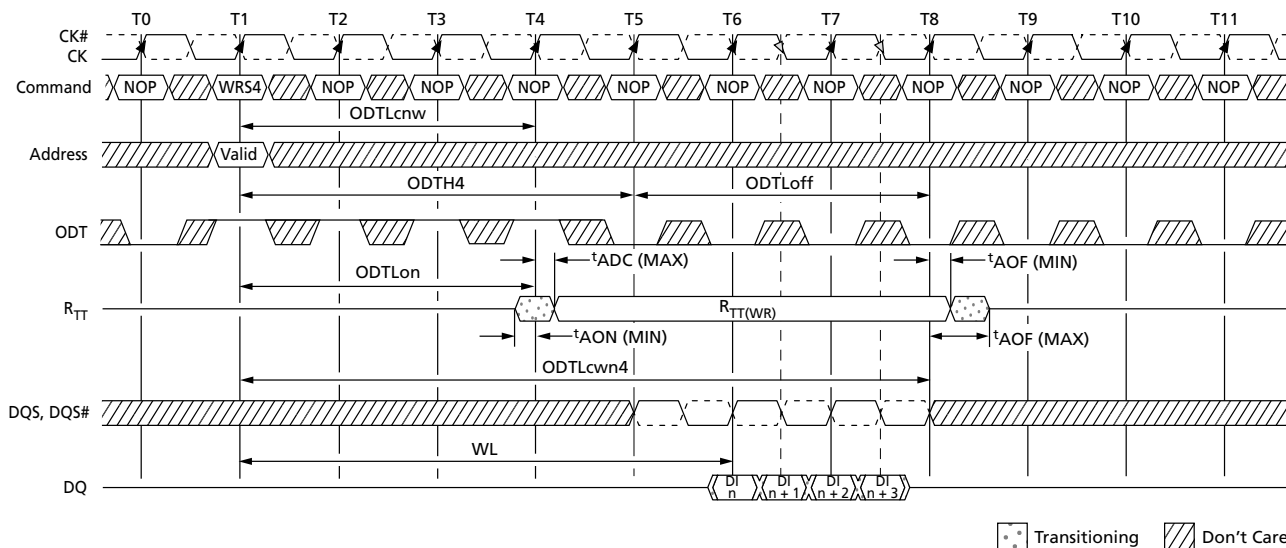 T0 T1 T2 T3 T4 T5 T6 T7 T8 T9 T10 T11
CK#
CK
Command NOP WRS4 NOP NOP NOP NOP NOP NOP NOP NOP NOP NOP
ODTLcnw
Address Valid
ODTH4 ODTLoff
ODT
tADC (MAX) tAOF (MIN)
ODTLon
RTT RTT(WR)
tAON (MIN) tAOF (MAX)
ODTLcwn4
DQS, DQS#
WL
DQ DI n DI n + 1 DI n + 2 DI n + 3
Transitioning Don't Care